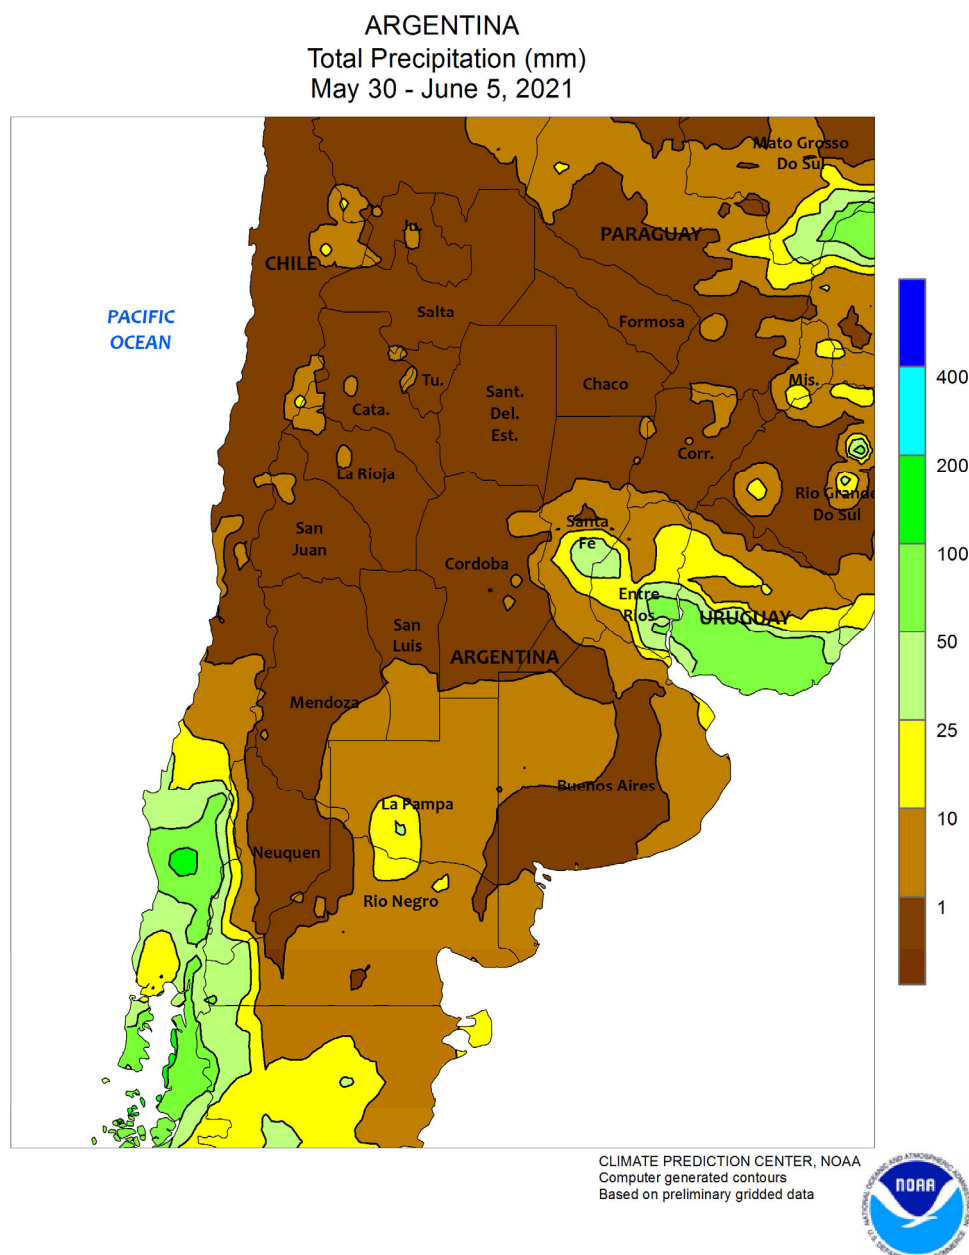 ARGENTINA
Total Precipitation (mm)
May 30 - June 5, 2021
Mato Grosso
Do Sul
Ju.
PARAGUAY
CHILE
PACIFIC
OCEAN
Salta
Formosa
Tu.
Chaco
Mis.
Sant.
Del.
Est.
Cata.
Corr.
La Rioja
Rio Grande
Do Sul
San
Juan
Santa
Fe
Cordoba
Entre
Rios
URUGUAY
San
Luis
ARGENTINA
Mendoza
Buenos Aires
La Pampa
Neuquen
Rio Negro
400
200
100
50
25
10
1
CLIMATE PREDICTION CENTER, NOAA
Computer generated contours
Based on preliminary gridded data
NOAA